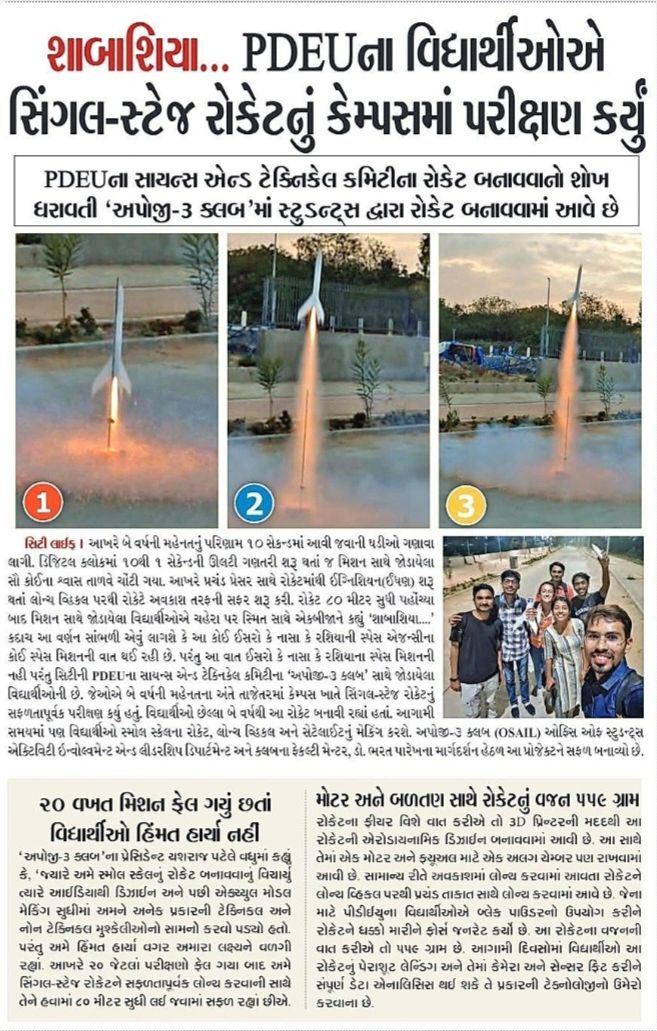 શાબાશિયા... PDEUના વિદ્યાર્થીઓએ
સિંગલ-સ્ટેજ રોકેટનું કેમ્પસમાં પરીક્ષણ કર્યું
PDEUના સાયન્સ એન્ડ ટેક્નિકલ કમિટીના રોકેટ બનાવવાનો શોખ
ધરાવતી ‘અપોજી-૩ ક્લબ’માં સ્ટુડન્ટ્સ દ્વારા રોકેટ બનાવવામાં આવે છે
1
2
3
સિટી લાઈફ । આખરે બે વર્ષની મહેનતનું પરિણામ ૧૦ સેકન્ડમાં આવી જવાની ઘડીઓ ગણાવા
લાગી. ડિજિટલ ક્લોકમાં ૧૦થી ૧ સેકન્ડની ઊલટી ગણતરી શરૂ થતાં જ મિશન સાથે જોડાયેલા
સૌ કોઈના શ્વાસ તાળવે ચોંટી ગયા. આખરે પ્રચંડ પ્રેસર સાથે રોકેટમાંથી ઈગ્નિશિયન(ઈંધણ) શરૂ
થતાં લોન્ચ વ્હિકલ પરથી રોકેટે અવકાશ તરફની સફર શરૂ કરી. રોકેટ ૮૦ મીટર સુધી પહોંચ્યા
બાદ મિશન સાથે જોડાયેલા વિદ્યાર્થીઓએ ચહેરા પર સ્મિત સાથે એકબીજાને કહ્યું ‘શાબાશિયા....’
કદાચ આ વર્ણન સાંભળી એવું લાગશે કે આ કોઈ ઈસરો કે નાસા કે રશિયાની સ્પેસ એજન્સીના
કોઈ સ્પેસ મિશનની વાત થઈ રહી છે. પરંતુ આ વાત ઈસરો કે નાસા કે રશિયાના સ્પેસ મિશનની
નહી પરંતુ સિટીની PDEUના સાયન્સ એન્ડ ટેક્નિકલ કમિટીના ‘અપોજી-૩ ક્લબ’ સાથે જોડાયેલા
વિદ્યાર્થીઓની છે. જેઓએ બે વર્ષની મહેનતના અંતે તાજેતરમાં કેમ્પસ ખાતે સિંગલ-સ્ટેજ રોકેટનું
સફળતાપૂર્વક પરીક્ષણ કર્યું હતું. વિદ્યાર્થીઓ છેલ્લા બે વર્ષથી આ રોકેટ બનાવી રહ્યાં હતાં. આગામી
સમયમાં પણ વિદ્યાર્થીઓ સ્મોલ સ્કેલના રોકેટ, લોન્ચ વ્હિકલ અને સેટેલાઈટનું મેકિંગ કરશે. અપોજી-૩ ક્લબ (OSAIL) ઓફિસ ઓફ સ્ટુડન્ટ્સ
એક્ટિવિટી ઈન્વોલ્વમેન્ટ એન્ડ લીડરશિપ ડિપાર્ટમેન્ટ અને ક્લબના ફેકલ્ટી મેન્ટર, ડો. ભરત પારેખના માર્ગદર્શન હેઠળ આ પ્રોજેક્ટને સફળ બનાવ્યો છે.
૨૦ વખત મિશન ફેલ ગયું છતાં
વિદ્યાર્થીઓ હિંમત હાર્યા નહીં
‘અપોજી-૩ ક્લબ’ના પ્રેસિડેન્ટ યશરાજ પટેલે વધુમાં કહ્યું
કે, ‘જ્યારે અમે સ્મોલ સ્કેલનું રોકેટ બનાવવાનું વિચાર્યું
ત્યારે આઈડિયાથી ડિઝાઈન અને પછી એક્ચ્યુલ મોડલ
મેકિંગ સુધીમાં અમને અનેક પ્રકારની ટેક્નિકલ અને
નોન ટેક્નિકલ મુશ્કેલીઓનો સામનો કરવો પડ્યો હતો.
પરંતુ અમે હિંમત હાર્યા વગર અમારા લક્ષ્યને વળગી
રહ્યાં. આખરે ૨૦ જેટલાં પરીક્ષણો ફેલ ગયા બાદ અમે
સિંગલ-સ્ટેજ રોકેટને સફળતાપૂર્વક લોન્ચ કરવાની સાથે
તેને હવામાં ૮૦ મીટર સુધી લઈ જવામાં સફળ રહ્યાં છીએ.
મોટર અને બળતણ સાથે રોકેટનું વજન ૫૫૯ ગ્રામ
રોકેટના ફીચર વિશે વાત કરીએ તો 3D પ્રિન્ટરની મદદથી આ
રોકેટની એરોડાયનામિક ડિઝાઈન બનાવવામાં આવી છે. આ સાથે
તેમાં એક મોટર અને ફ્યુઅલ માટે એક અલગ ચેમ્બર પણ રાખવામાં
આવી છે. સામાન્ય રીતે અવકાશમાં લોન્ચ કરવામાં આવતા રોકેટને
લોન્ચ વ્હિકલ પરથી પ્રચંડ તાકાત સાથે લોન્ચ કરવામાં આવે છે. જેના
માટે પીડીઈયુના વિદ્યાર્થીઓએ બ્લેક પાઉડરનો ઉપયોગ કરીને
રોકેટને ધક્કો મારીને ફોર્સ જનરેટ કર્યો છે. આ રોકેટના વજનની
વાત કરીએ તો ૫૫૯ ગ્રામ છે. આગામી દિવસોમાં વિદ્યાર્થીઓ આ
રોકેટનું પેરાશુટ લેન્ડિંગ અને તેમાં કેમેરા અને સેન્સર ફિટ કરીને
સંપૂર્ણ ડેટા એનાલિસિસ થઈ શકે તે પ્રકારની ટેક્નોલોજીનો ઉમેરો
કરવાના છે.